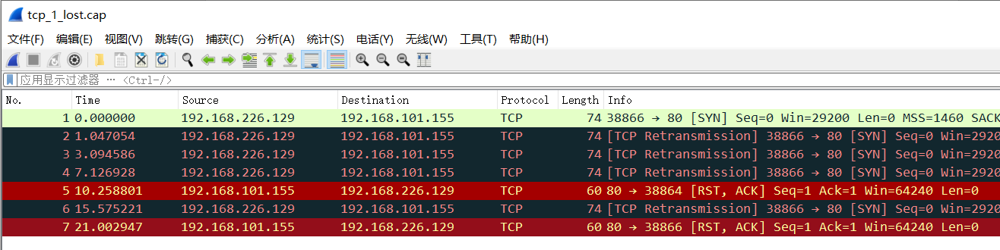 tcp_1_lost.cap
文件(F) 编辑(E) 视图(V) 跳转(G) 捕获(C) 分析(A) 统计(S) 电话(Y) 无线(W) 工具(T) 帮助(H)
应用显示过滤器 … <Ctrl-/>
No. Time Source Destination Protocol Length Info
1 0.000000 192.168.226.129 192.168.101.155 TCP 74 38866 → 80 [SYN] Seq=0 Win=29200 Len=0 MSS=1460 SACK
2 1.047054 192.168.226.129 192.168.101.155 TCP 74 [TCP Retransmission] 38866 → 80 [SYN] Seq=0 Win=2920
3 3.094586 192.168.226.129 192.168.101.155 TCP 74 [TCP Retransmission] 38866 → 80 [SYN] Seq=0 Win=2920
4 7.126928 192.168.226.129 192.168.101.155 TCP 74 [TCP Retransmission] 38866 → 80 [SYN] Seq=0 Win=2920
5 10.258801 192.168.101.155 192.168.226.129 TCP 60 80 → 38864 [RST, ACK] Seq=1 Ack=1 Win=64240 Len=0
6 15.575221 192.168.226.129 192.168.101.155 TCP 74 [TCP Retransmission] 38866 → 80 [SYN] Seq=0 Win=2920
7 21.002947 192.168.101.155 192.168.226.129 TCP 60 80 → 38866 [RST, ACK] Seq=1 Ack=1 Win=64240 Len=0